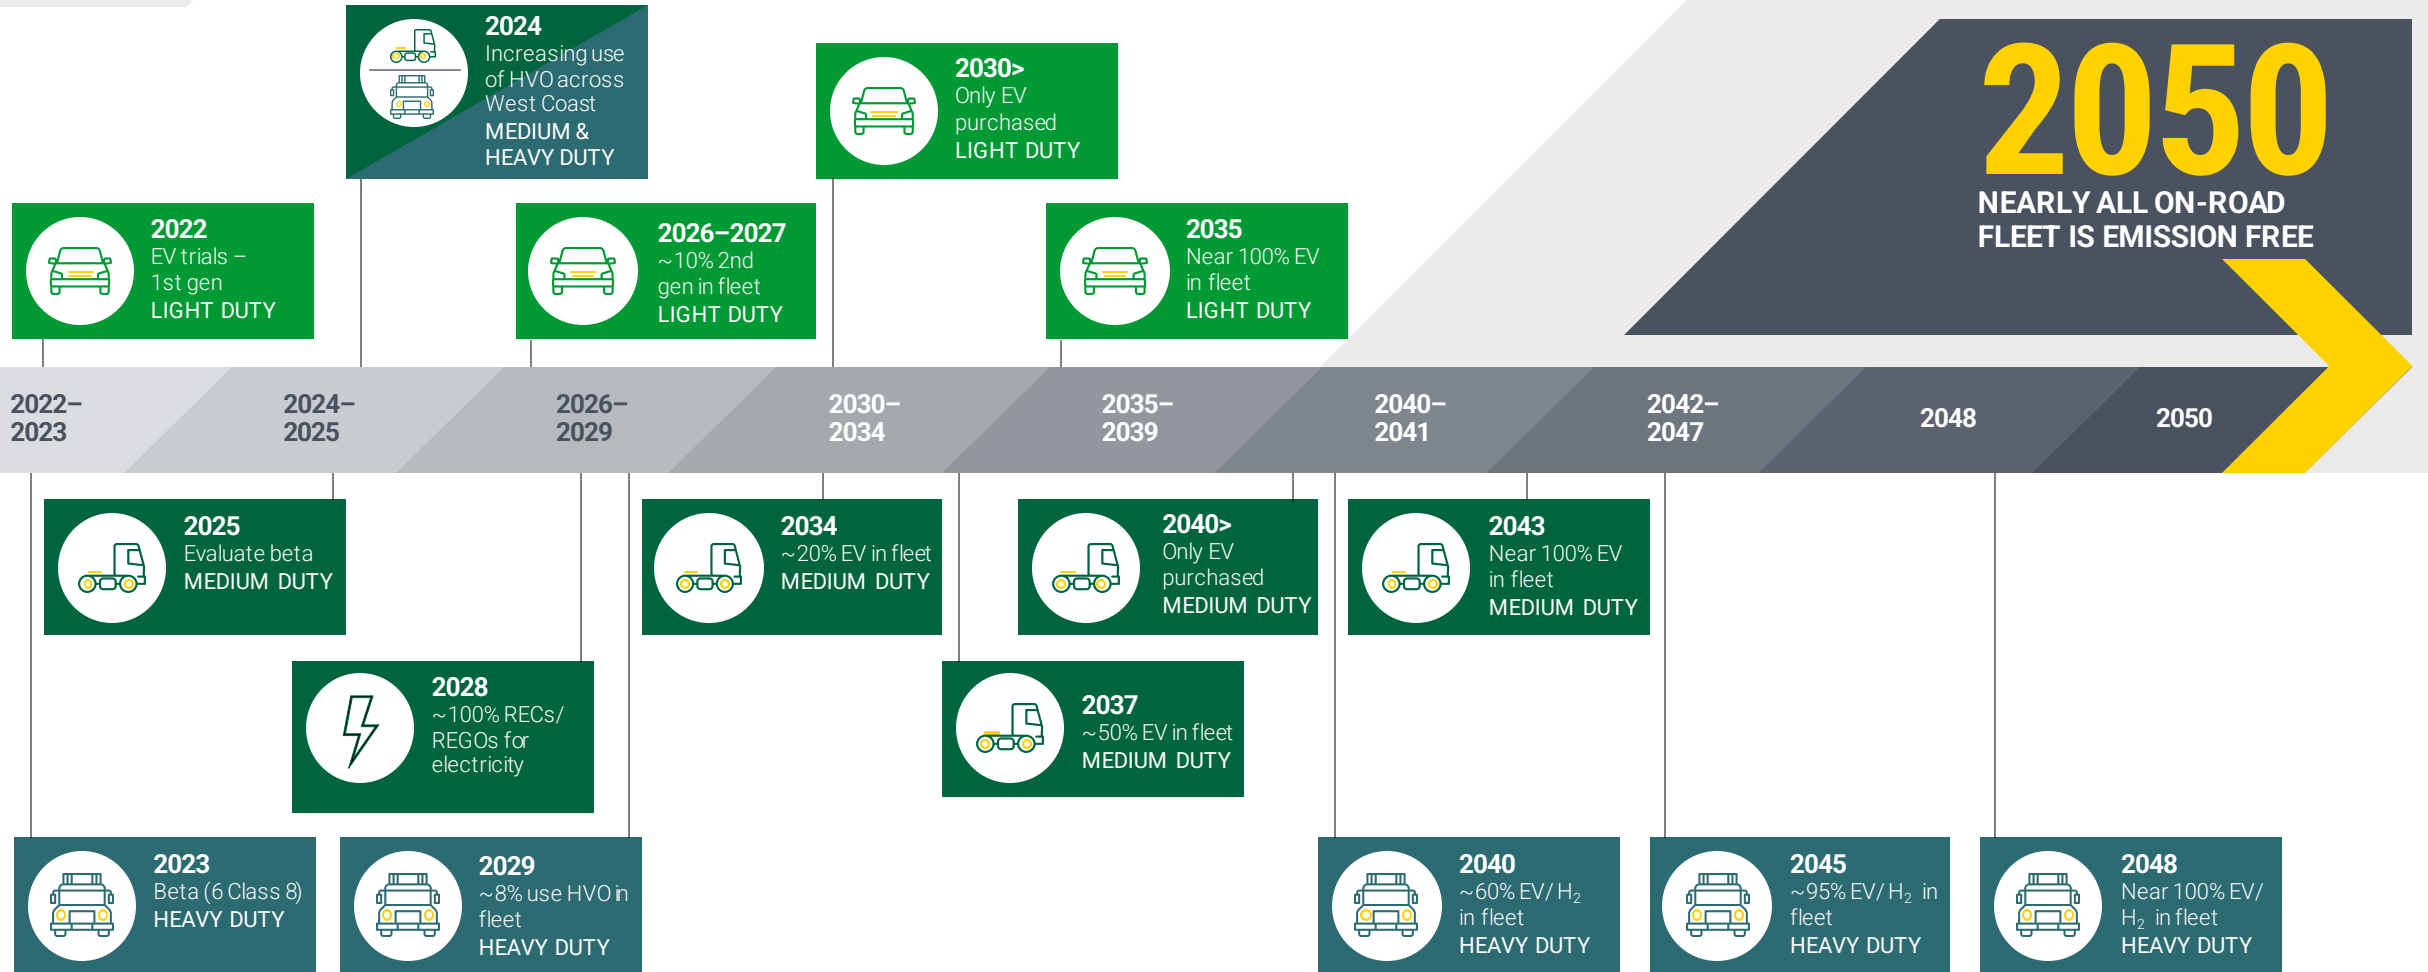 2024
Increasing use
of HVO across
West Coast
MEDIUM &
HEAVY DUTY
2030>
Only EV
purchased
LIGHT DUTY
2050
NEARLY ALL ON-ROAD
FLEET IS EMISSION FREE
2022
EV trials –
1st gen
LIGHT DUTY
2026–2027
~10% 2nd
gen in fleet
LIGHT DUTY
2035
Near 100% EV
in fleet
LIGHT DUTY
2022–
2023
2024–
2025
2026–
2029
2030–
2034
2035–
2039
2040–
2041
2042–
2047
2048
2050
2025
Evaluate beta
MEDIUM DUTY
2034
~20% EV in fleet
MEDIUM DUTY
2040>
Only EV
purchased
MEDIUM DUTY
2043
Near 100% EV
in fleet
MEDIUM DUTY
2028
~100% RECs/
REGOs for
electricity
2037
~50% EV in fleet
MEDIUM DUTY
2023
Beta (6 Class 8)
HEAVY DUTY
2029
~8% use HVO in
fleet
HEAVY DUTY
2040
~60% EV/H₂
in fleet
HEAVY DUTY
2045
~95% EV/H₂ in
fleet
HEAVY DUTY
2048
Near 100% EV/
H₂ in fleet
HEAVY DUTY